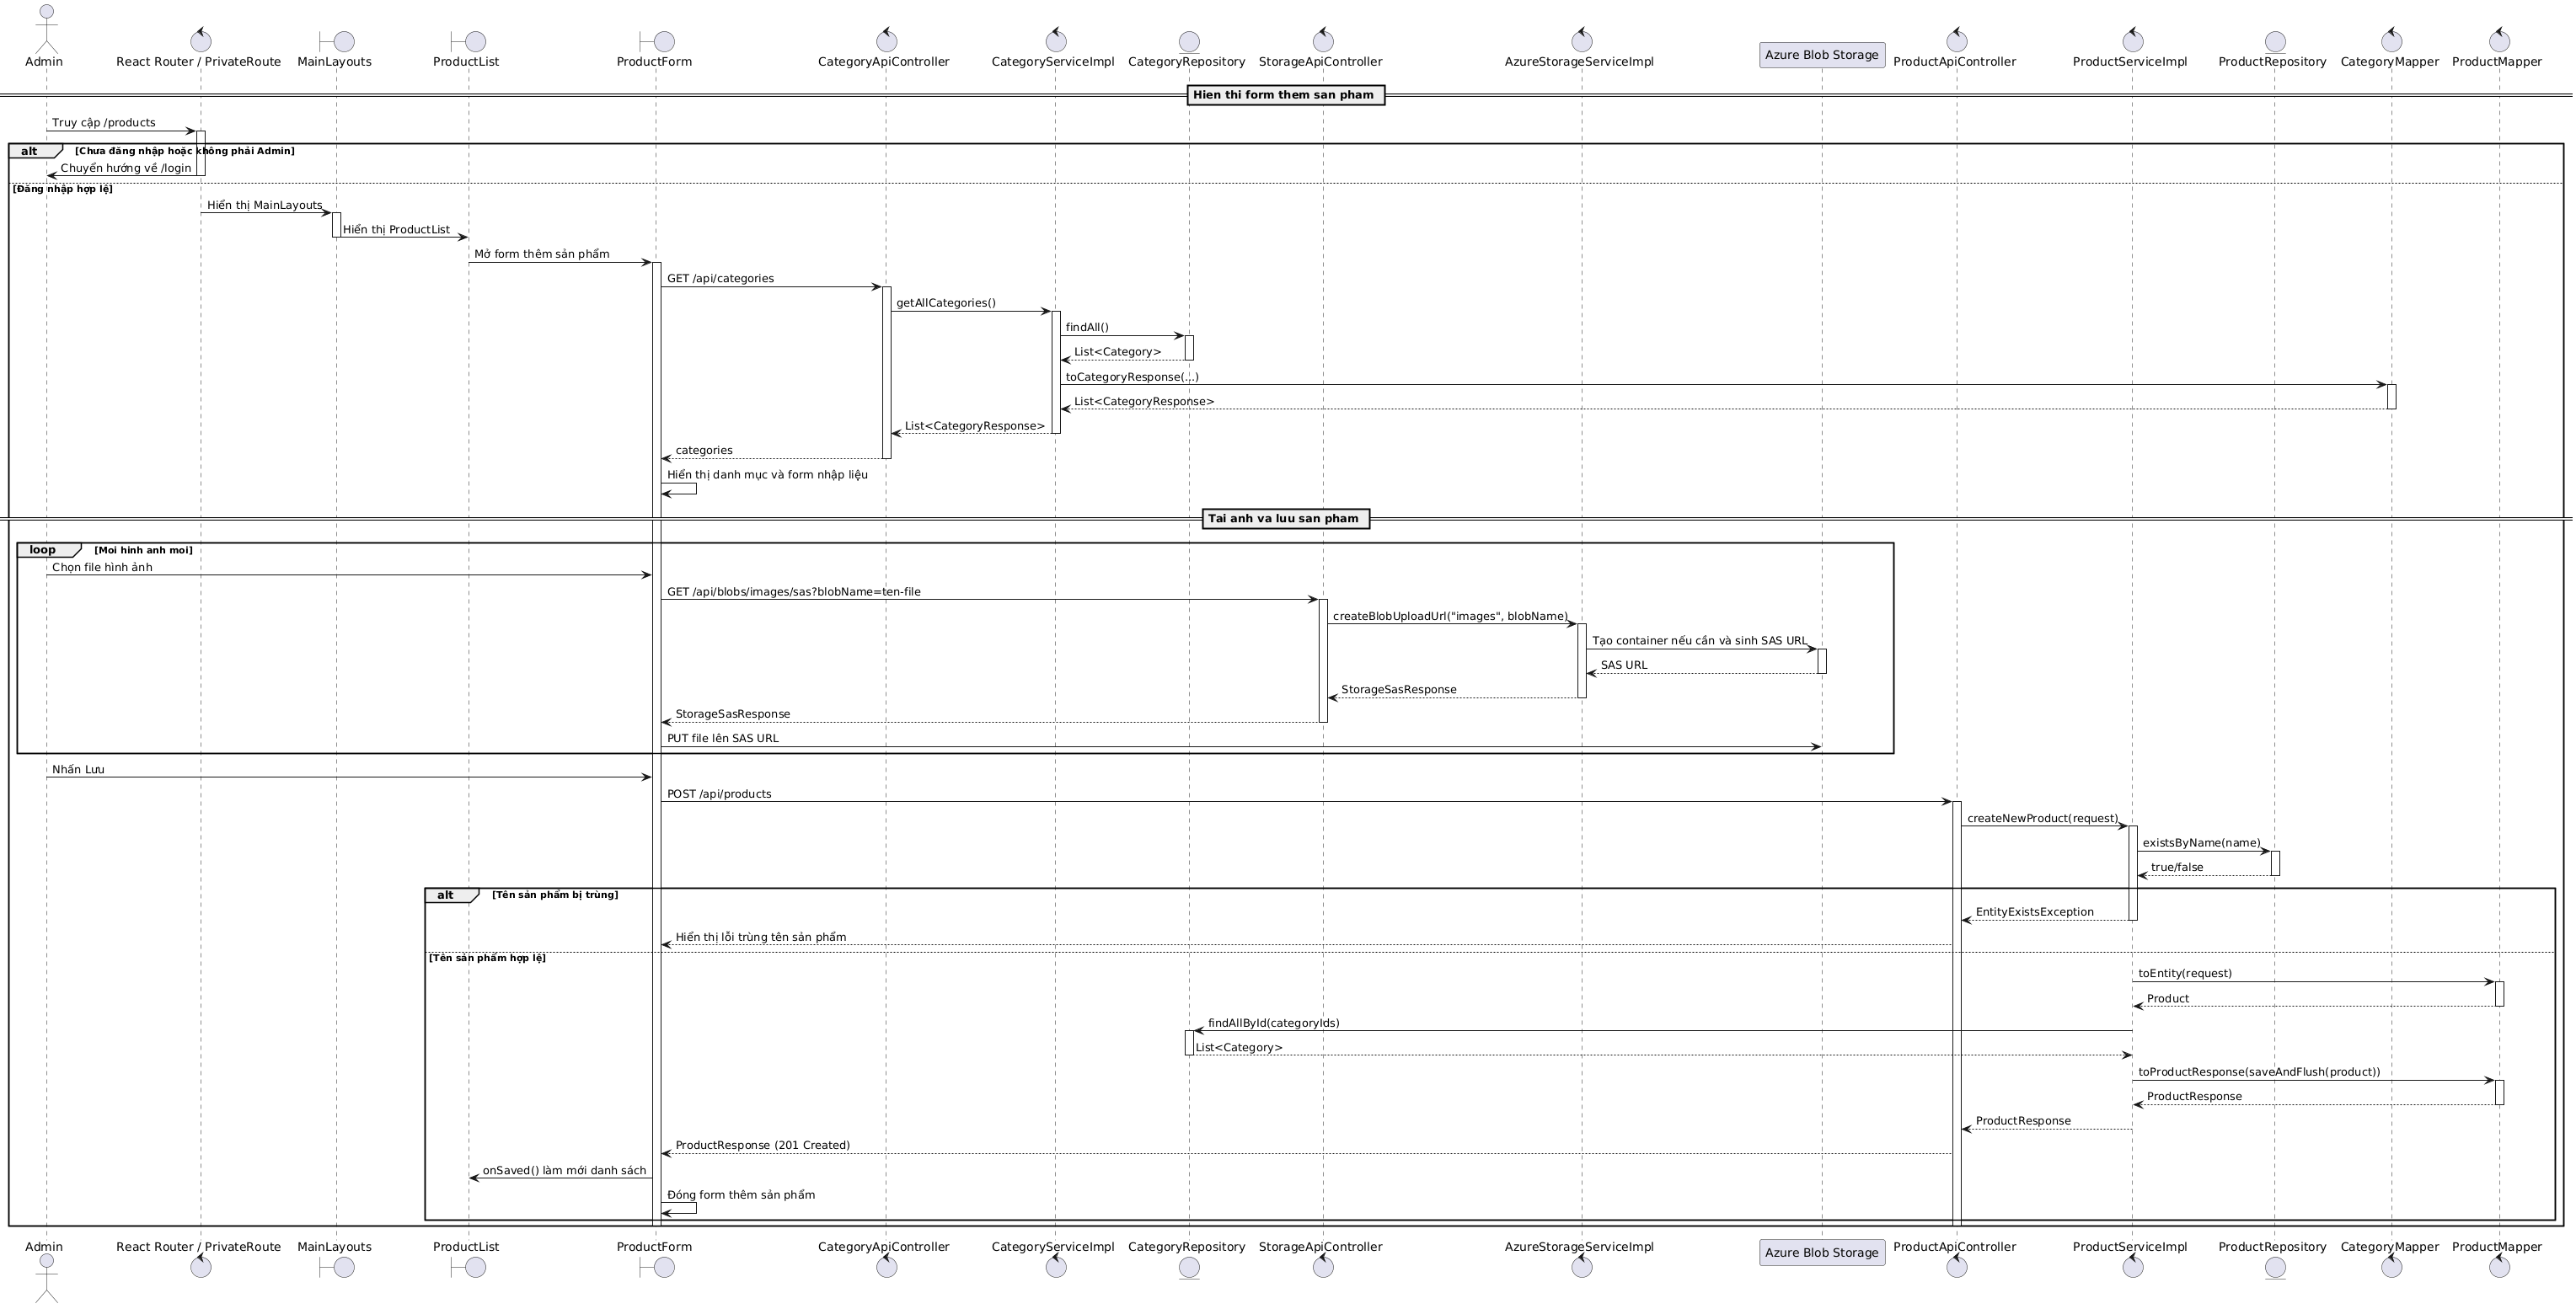 Admin
React Router / PrivateRoute
MainLayouts
ProductList
ProductForm
CategoryApiController
CategoryServiceImpl
CategoryRepository
StorageApiController
AzureStorageServiceImpl
Azure Blob Storage
ProductApiController
ProductServiceImpl
ProductRepository
CategoryMapper
ProductMapper
Hien thi form them san pham
Truy cập /products
alt [Chưa đăng nhập hoặc không phải Admin]
Chuyển hướng về /login
[Đăng nhập hợp lệ]
Hiển thị MainLayouts
Hiển thị ProductList
Mở form thêm sản phẩm
GET /api/categories
getAllCategories()
findAll()
List<Category>
toCategoryResponse(...)
List<CategoryResponse>
List<CategoryResponse>
categories
Hiển thị danh mục và form nhập liệu
Tai anh va luu san pham
loop [Moi hinh anh moi]
Chọn file hình ảnh
GET /api/blobs/images/sas?blobName=ten-file
createBlobUploadUrl("images", blobName)
Tạo container nếu cần và sinh SAS URL
SAS URL
StorageSasResponse
StorageSasResponse
PUT file lên SAS URL
Nhấn Lưu
POST /api/products
createNewProduct(request)
existsByName(name)
true/false
alt [Tên sản phẩm bị trùng]
EntityExistsException
Hiển thị lỗi trùng tên sản phẩm
[Tên sản phẩm hợp lệ]
toEntity(request)
Product
findAllById(categoryIds)
List<Category>
toProductResponse(saveAndFlush(product))
ProductResponse
ProductResponse
ProductResponse (201 Created)
onSaved() làm mới danh sách
Đóng form thêm sản phẩm
Admin
React Router / PrivateRoute
MainLayouts
ProductList
ProductForm
CategoryApiController
CategoryServiceImpl
CategoryRepository
StorageApiController
AzureStorageServiceImpl
Azure Blob Storage
ProductApiController
ProductServiceImpl
ProductRepository
CategoryMapper
ProductMapper